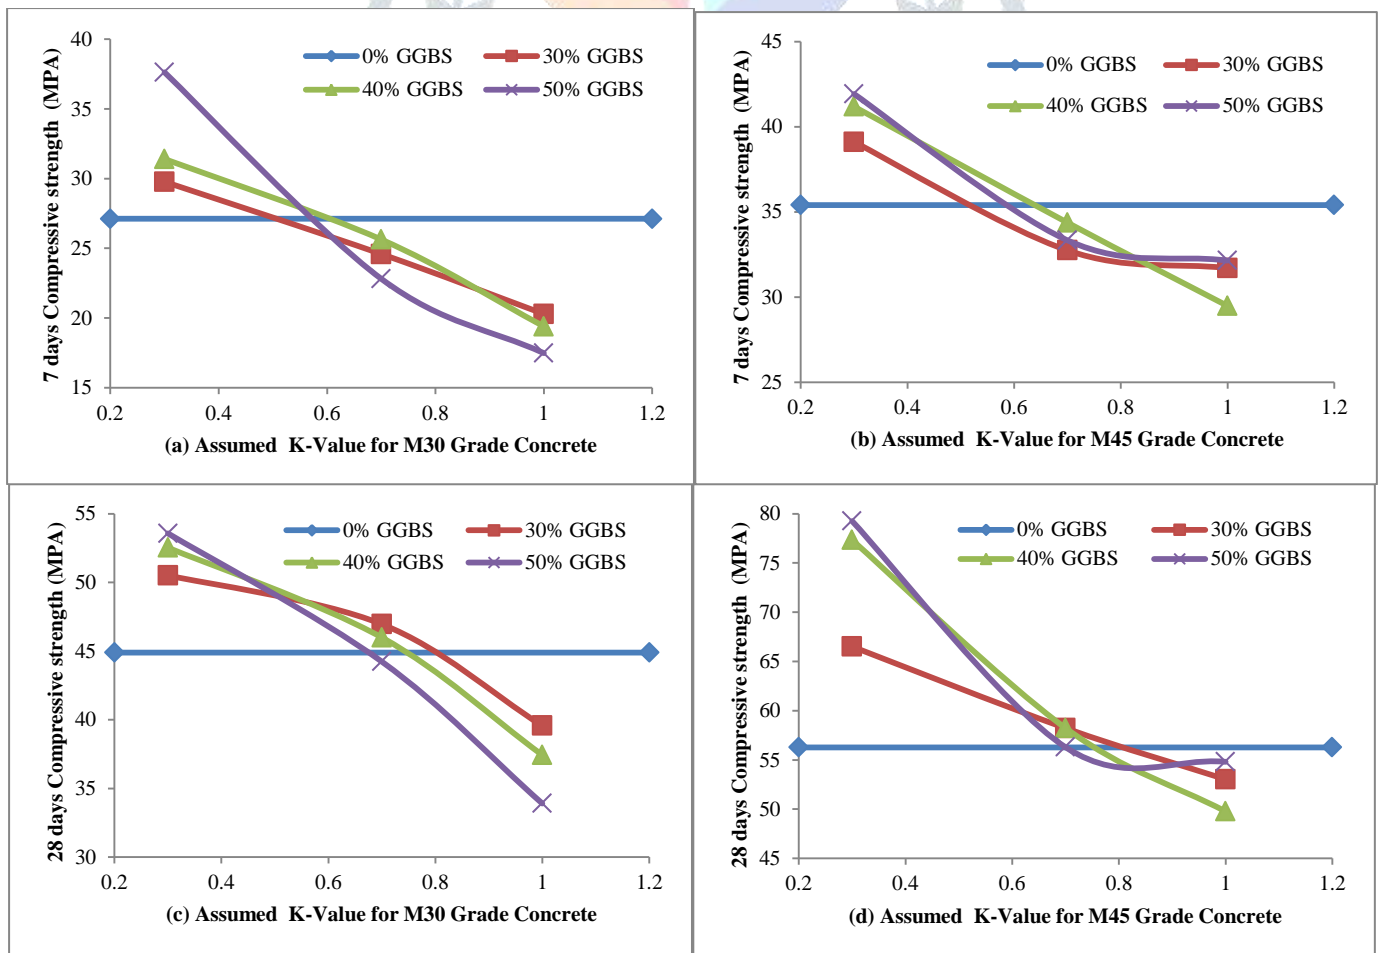 40
35
30
25
20
15
7 days Compressive strength (MPA)
0% GGBS
30% GGBS
40% GGBS
50% GGBS
0.2
0.4
0.6
0.8
1
1.2
(a) Assumed K-Value for M30 Grade Concrete
45
40
35
30
25
7 days Compressive strength (MPA)
0% GGBS
30% GGBS
40% GGBS
50% GGBS
0.2
0.4
0.6
0.8
1
1.2
(b) Assumed K-Value for M45 Grade Concrete
55
50
45
40
35
30
28 days Compressive strength (MPA)
0% GGBS
30% GGBS
40% GGBS
50% GGBS
0.2
0.4
0.6
0.8
1
1.2
(c) Assumed K-Value for M30 Grade Concrete
80
75
70
65
60
55
50
45
28 days Compressive strength (MPA)
0% GGBS
30% GGBS
40% GGBS
50% GGBS
0.2
0.4
0.6
0.8
1
1.2
(d) Assumed K-Value for M45 Grade Concrete